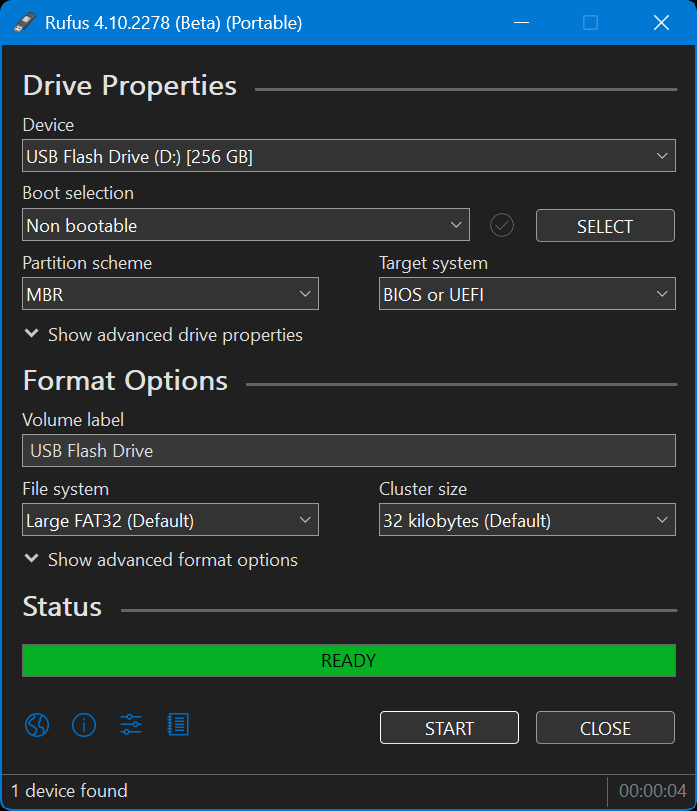 Rufus 4.10.2278 (Beta) (Portable)
Drive Properties
Device
USB Flash Drive (D:) [256 GB]
Boot selection
Non bootable
SELECT
Partition scheme
Target system
MBR
BIOS or UEFI
Show advanced drive properties
Format Options
Volume label
USB Flash Drive
File system
Cluster size
Large FAT32 (Default)
32 kilobytes (Default)
Show advanced format options
Status
READY
START
CLOSE
1 device found
00:00:04